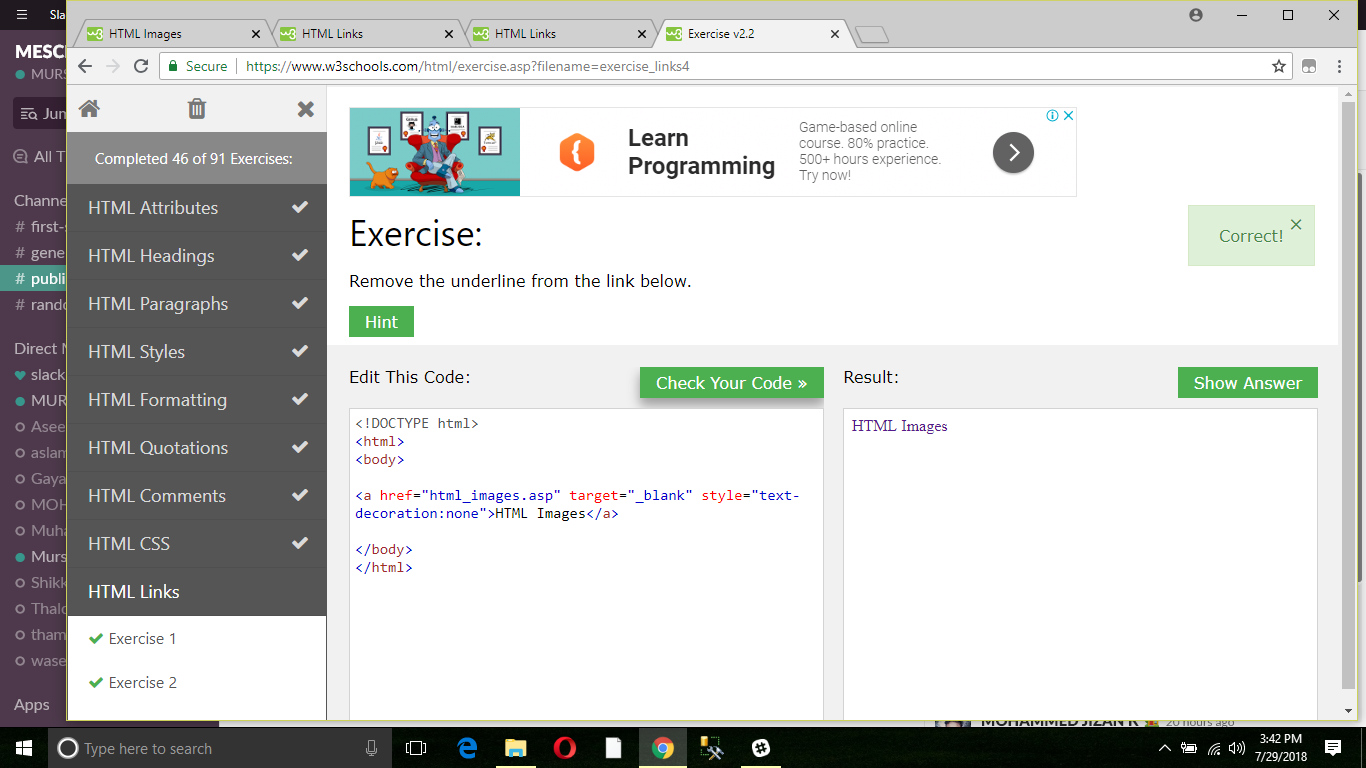 Sla
HTML Images
HTML Links
HTML Links
Exercise v2.2
MESC
MURS
Secure
https://www.w3schools.com/html/exercise.asp?filename=exercise_links4
Jum
All T
Channe
# first-s
# gene
# publi
# rando
Direct M
slack
MUR
Asee
aslam
Gaya
MOH
Muha
Murs
Shikk
Thalo
tham
wase
Apps
Completed 46 of 91 Exercises:
HTML Attributes
HTML Headings
HTML Paragraphs
HTML Styles
HTML Formatting
HTML Quotations
HTML Comments
HTML CSS
HTML Links
Exercise 1
Exercise 2
Learn
Programming
Game-based online
course. 80% practice.
500+ hours experience.
Try now!
Exercise:
Correct!
Remove the underline from the link below.
Hint
Edit This Code:
Check Your Code »
Result:
Show Answer
<!DOCTYPE html>
<html>
<body>
<a href="html_images.asp" target="_blank" style="text-
decoration:none">HTML Images</a>
</body>
</html>
HTML Images
MOHAMMED JIZAN K
20 hours ago
Type here to search
3:42 PM
7/29/2018